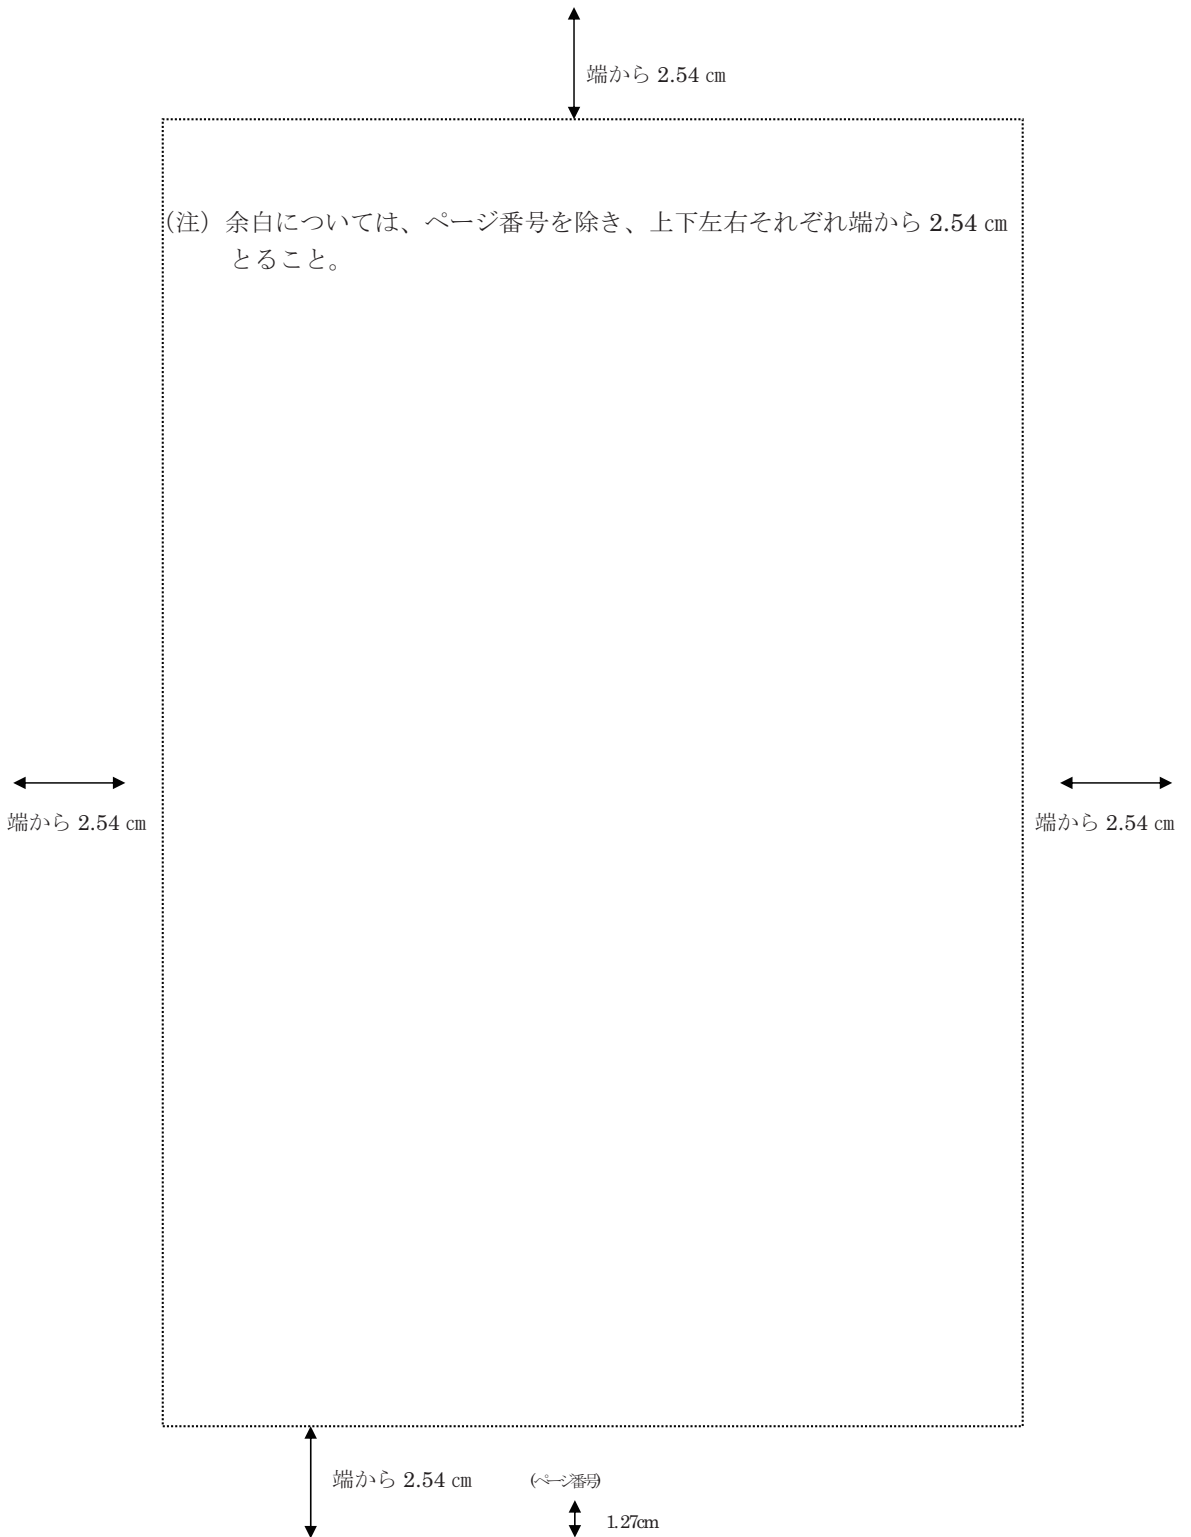 端から 2.54 ㎝
(注) 余白については、ページ番号を除き、上下左右それぞれ端から 2.54 ㎝
とること。
端から 2.54 ㎝
端から 2.54 ㎝
端から 2.54 ㎝
(ページ番号)
1.27cm